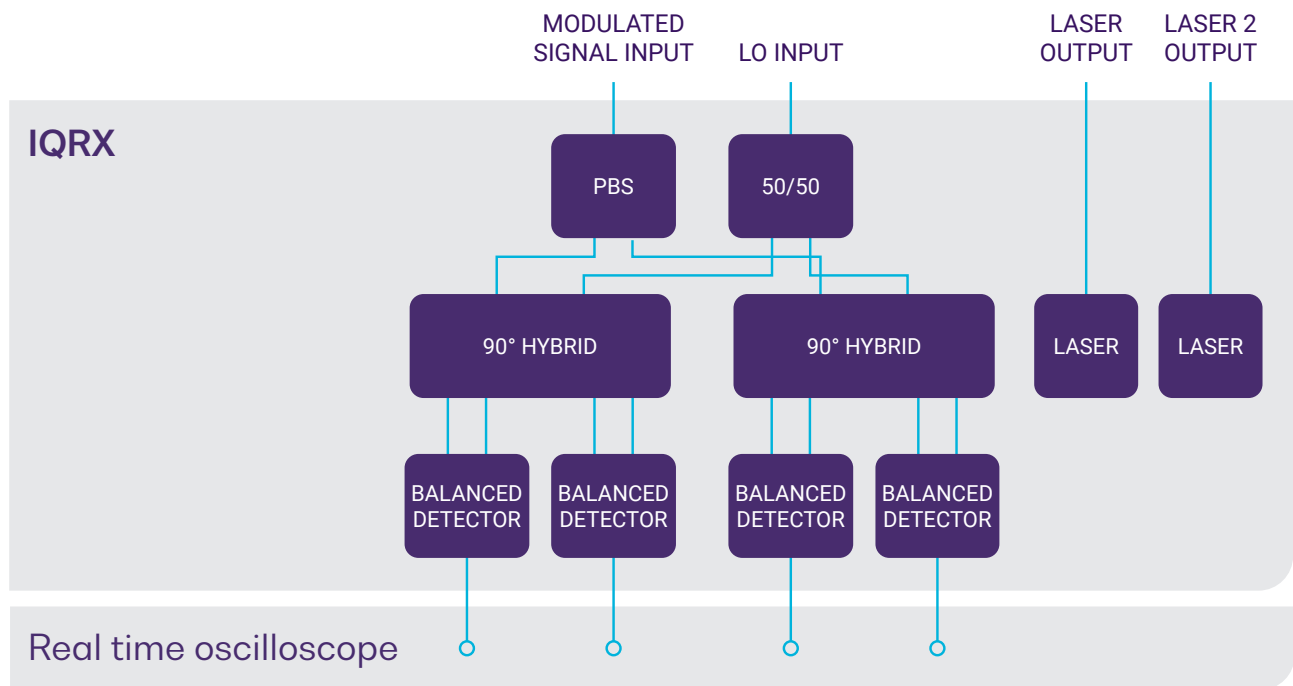 MODULATED
SIGNAL INPUT
LO INPUT
LASER
OUTPUT
LASER 2
OUTPUT
IQRX
PBS
50/50
90° HYBRID
90° HYBRID
LASER
LASER
BALANCED
DETECTOR
BALANCED
DETECTOR
BALANCED
DETECTOR
BALANCED
DETECTOR
Real time oscilloscope